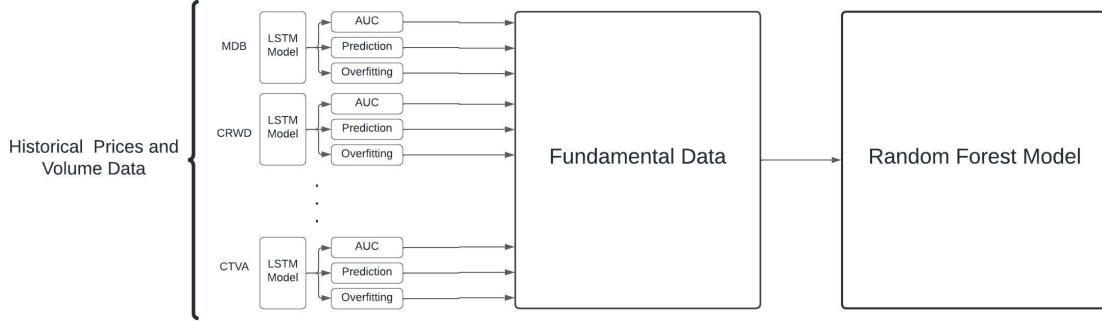 Historical Prices and
Volume Data
MDB
LSTM
Model
AUC
Prediction
Overfitting
CRWD
LSTM
Model
AUC
Prediction
Overfitting
.
.
.
CTVA
LSTM
Model
AUC
Prediction
Overfitting
Fundamental Data
Random Forest Model